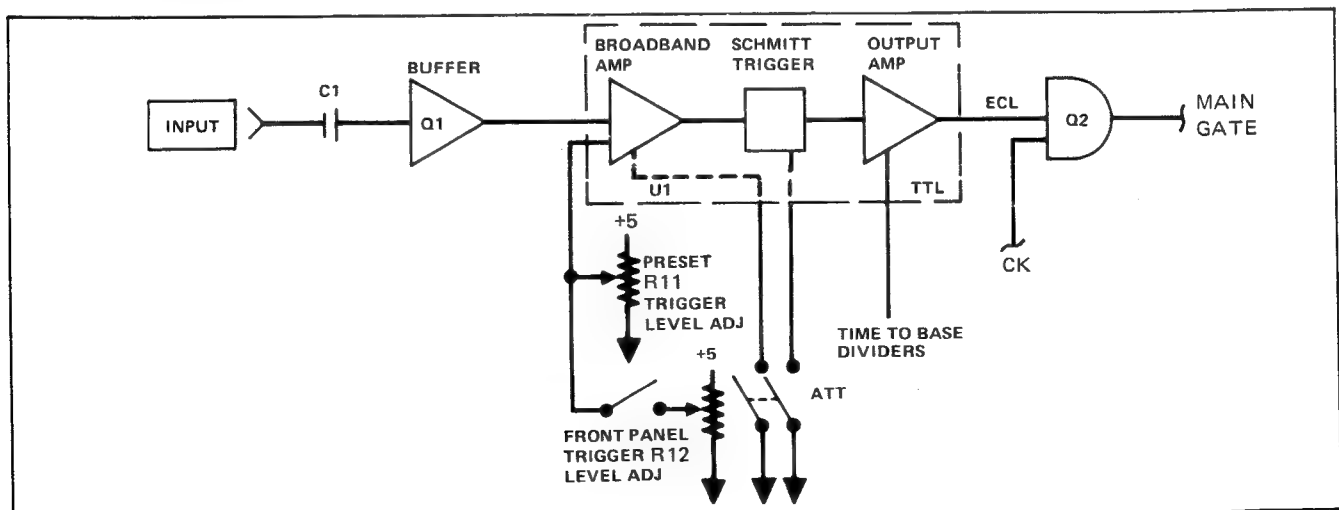 INPUT
C1
BUFFER
Q1
BROADBAND
AMP
SCHMITT
TRIGGER
OUTPUT
AMP
ECL
Q2
MAIN
GATE
U1
TTL
CK
+5
PRESET
R11
TRIGGER
LEVEL ADJ
TIME TO BASE
DIVIDERS
+5
ATT
FRONT PANEL
TRIGGER R12
LEVEL ADJ